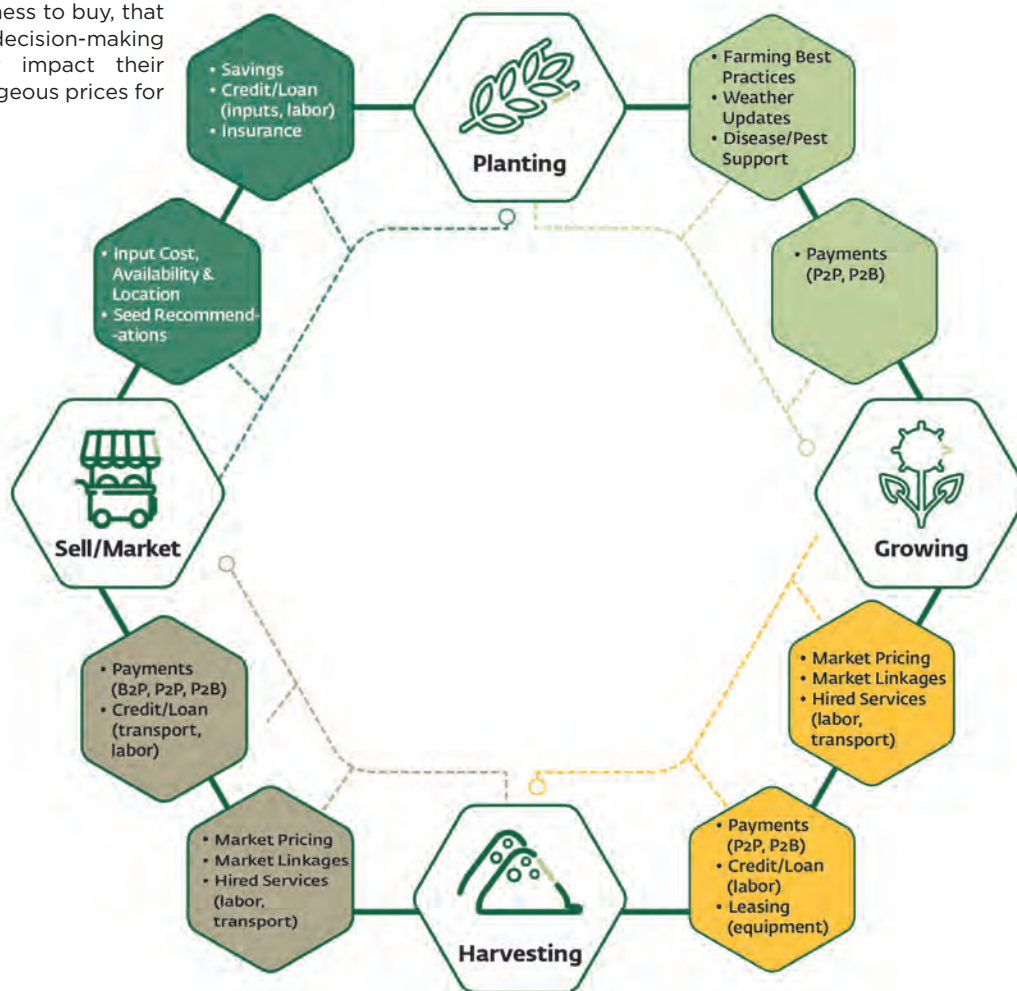 ness to buy, that
decision-making
impact their
geous prices for
• Savings
• Credit/Loan
(inputs, labor)
• Insurance
Planting
• Farming Best
Practices
• Weather
Updates
• Disease/Pest
Support
• Input Cost,
Availability &
Location
• Seed Recommend-
-ations
• Payments
(P2P, P2B)
Sell/Market
Growing
• Payments
(B2P, P2P, P2B)
• Credit/Loan
(transport,
labor)
• Market Pricing
• Market Linkages
• Hired Services
(labor,
transport)
• Market Pricing
• Market Linkages
• Hired Services
(labor,
transport)
Harvesting
• Payments
(P2P, P2B)
• Credit/Loan
(labor)
• Leasing
(equipment)